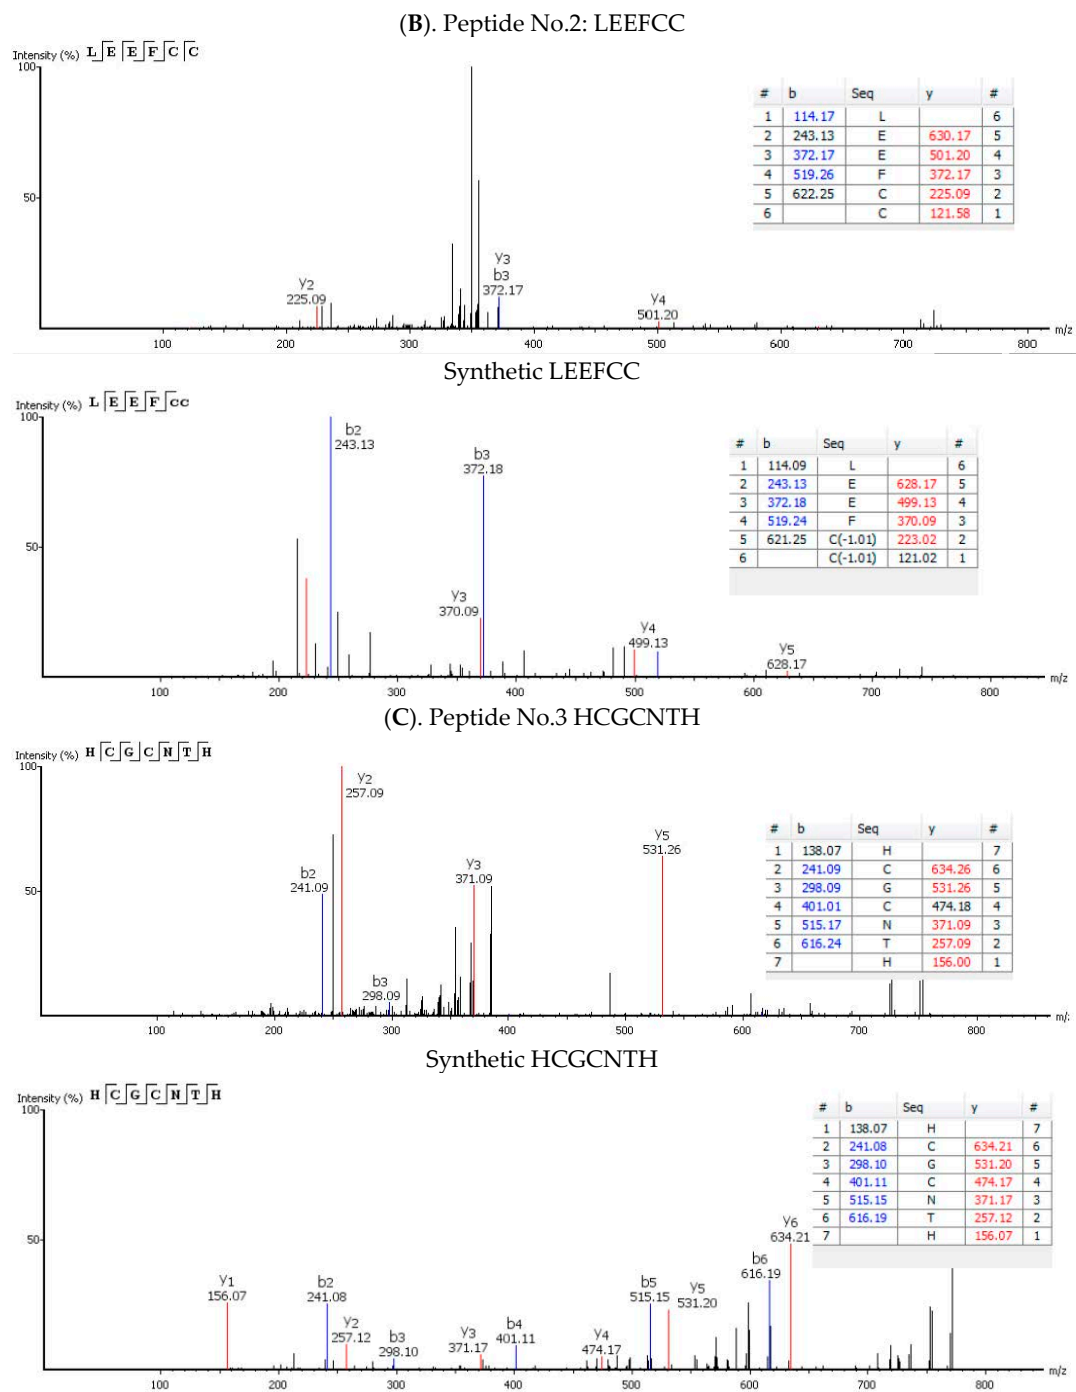 (B). Peptide No.2: LEEFCC
Intensity (%) L E E F C C
100
50
y2
225.09
y3
b3
372.17
y4
501.20
100 200 300 400 500 600 700 800 m/z
# b Seq y #
1 114.17 L 6
2 243.13 E 630.17 5
3 372.17 E 501.20 4
4 519.26 F 372.17 3
5 622.25 C 225.09 2
6 C 121.58 1
Synthetic LEEFCC
Intensity (%) L E E F cc
100
50
b2
243.13
b3
372.18
y3
370.09
y4
499.13
y5
628.17
100 200 300 400 500 600 700 800 m/z
# b Seq y #
1 114.09 L 6
2 243.13 E 628.17 5
3 372.18 E 499.13 4
4 519.24 F 370.09 3
5 621.25 C(-1.01) 223.02 2
6 C(-1.01) 121.02 1
(C). Peptide No.3 HCGCNTH
Intensity (%) H C G C N T H
100
50
y2
257.09
b2
241.09
b3
298.09
y3
371.09
y5
531.26
100 200 300 400 500 600 700 800 m/:
# b Seq y #
1 138.07 H 7
2 241.09 C 634.26 6
3 298.09 G 531.26 5
4 401.01 C 474.18 4
5 515.17 N 371.09 3
6 616.24 T 257.09 2
7 H 156.00 1
Synthetic HCGCNTH
Intensity (%) H C G C N T H
100
50
y1
156.07
b2
241.08
y2
257.12
b3
298.10
y3
371.17
b4
401.11
y4
474.17
b5
515.15
y5
531.20
b6
616.19
y6
634.21
100 200 300 400 500 600 700 800 m/z
# b Seq y #
1 138.07 H 7
2 241.08 C 634.21 6
3 298.10 G 531.20 5
4 401.11 C 474.17 4
5 515.15 N 371.17 3
6 616.19 T 257.12 2
7 H 156.07 1